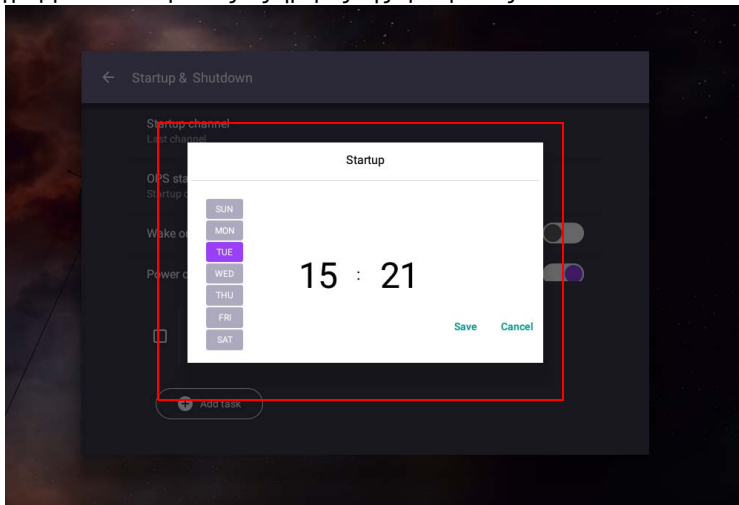 Startup & Shutdown
Startup channel
Last channel
Startup
OPS sta
Startup
SUN
MON
Wake o
TUE
WED
Power o
15 : 21
THU
FRI
Save
Cancel
SAT
Add task